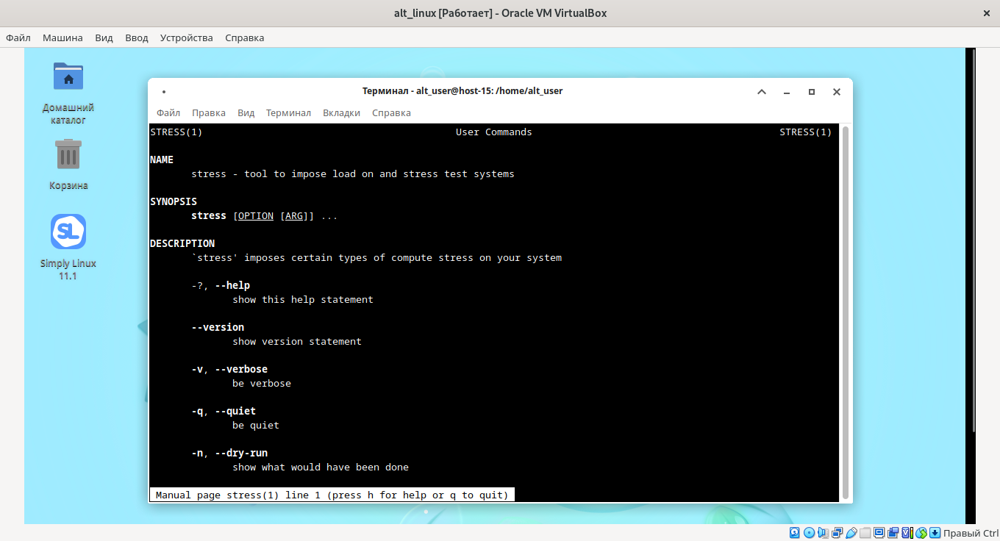 alt_linux [Работает] - Oracle VM VirtualBox
Файл Машина Вид Ввод Устройства Справка
Домашний
каталог
Корзина
SL
Simply Linux
11.1
Терминал - alt_user@host-15: /home/alt_user
Файл Правка Вид Терминал Вкладки Справка
STRESS(1) User Commands STRESS(1)
NAME
stress - tool to impose load on and stress test systems
SYNOPSIS
stress [OPTION [ARG]] ...
DESCRIPTION
`stress' imposes certain types of compute stress on your system
-?, --help
show this help statement
--version
show version statement
-v, --verbose
be verbose
-q, --quiet
be quiet
-n, --dry-run
show what would have been done
Manual page stress(1) line 1 (press h for help or q to quit)
Правый Ctrl